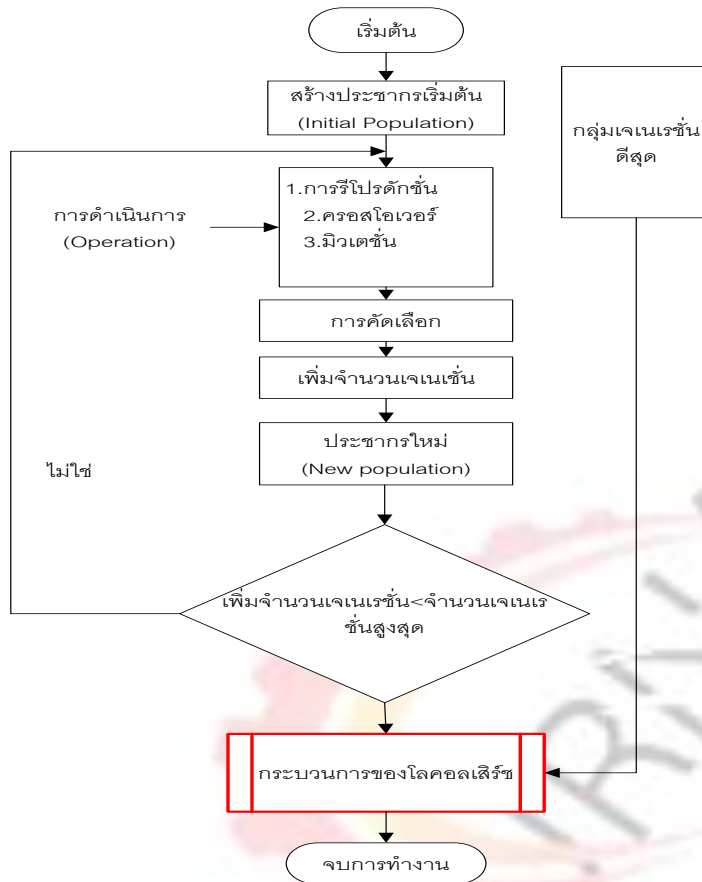 เริ่มต้น
สร้างประชากรเริ่มต้น
(Initial Population)
กลุ่มเจเนเรชั่น
ดีสุด
1.การรีโปรดักชั่น
2.ครอสโอเวอร์
3.มิวเตชั่น
การดำเนินการ
(Operation)
การคัดเลือก
เพิ่มจำนวนเจเนเชั่น
ประชากรใหม่
(New population)
ไม่ใช่
เพิ่มจำนวนเจเนเรชั่น<จำนวนเจเนเร
ชั่นสูงสุด
กระบวนการของโลคอลเสิร์ช
จบการทำงาน